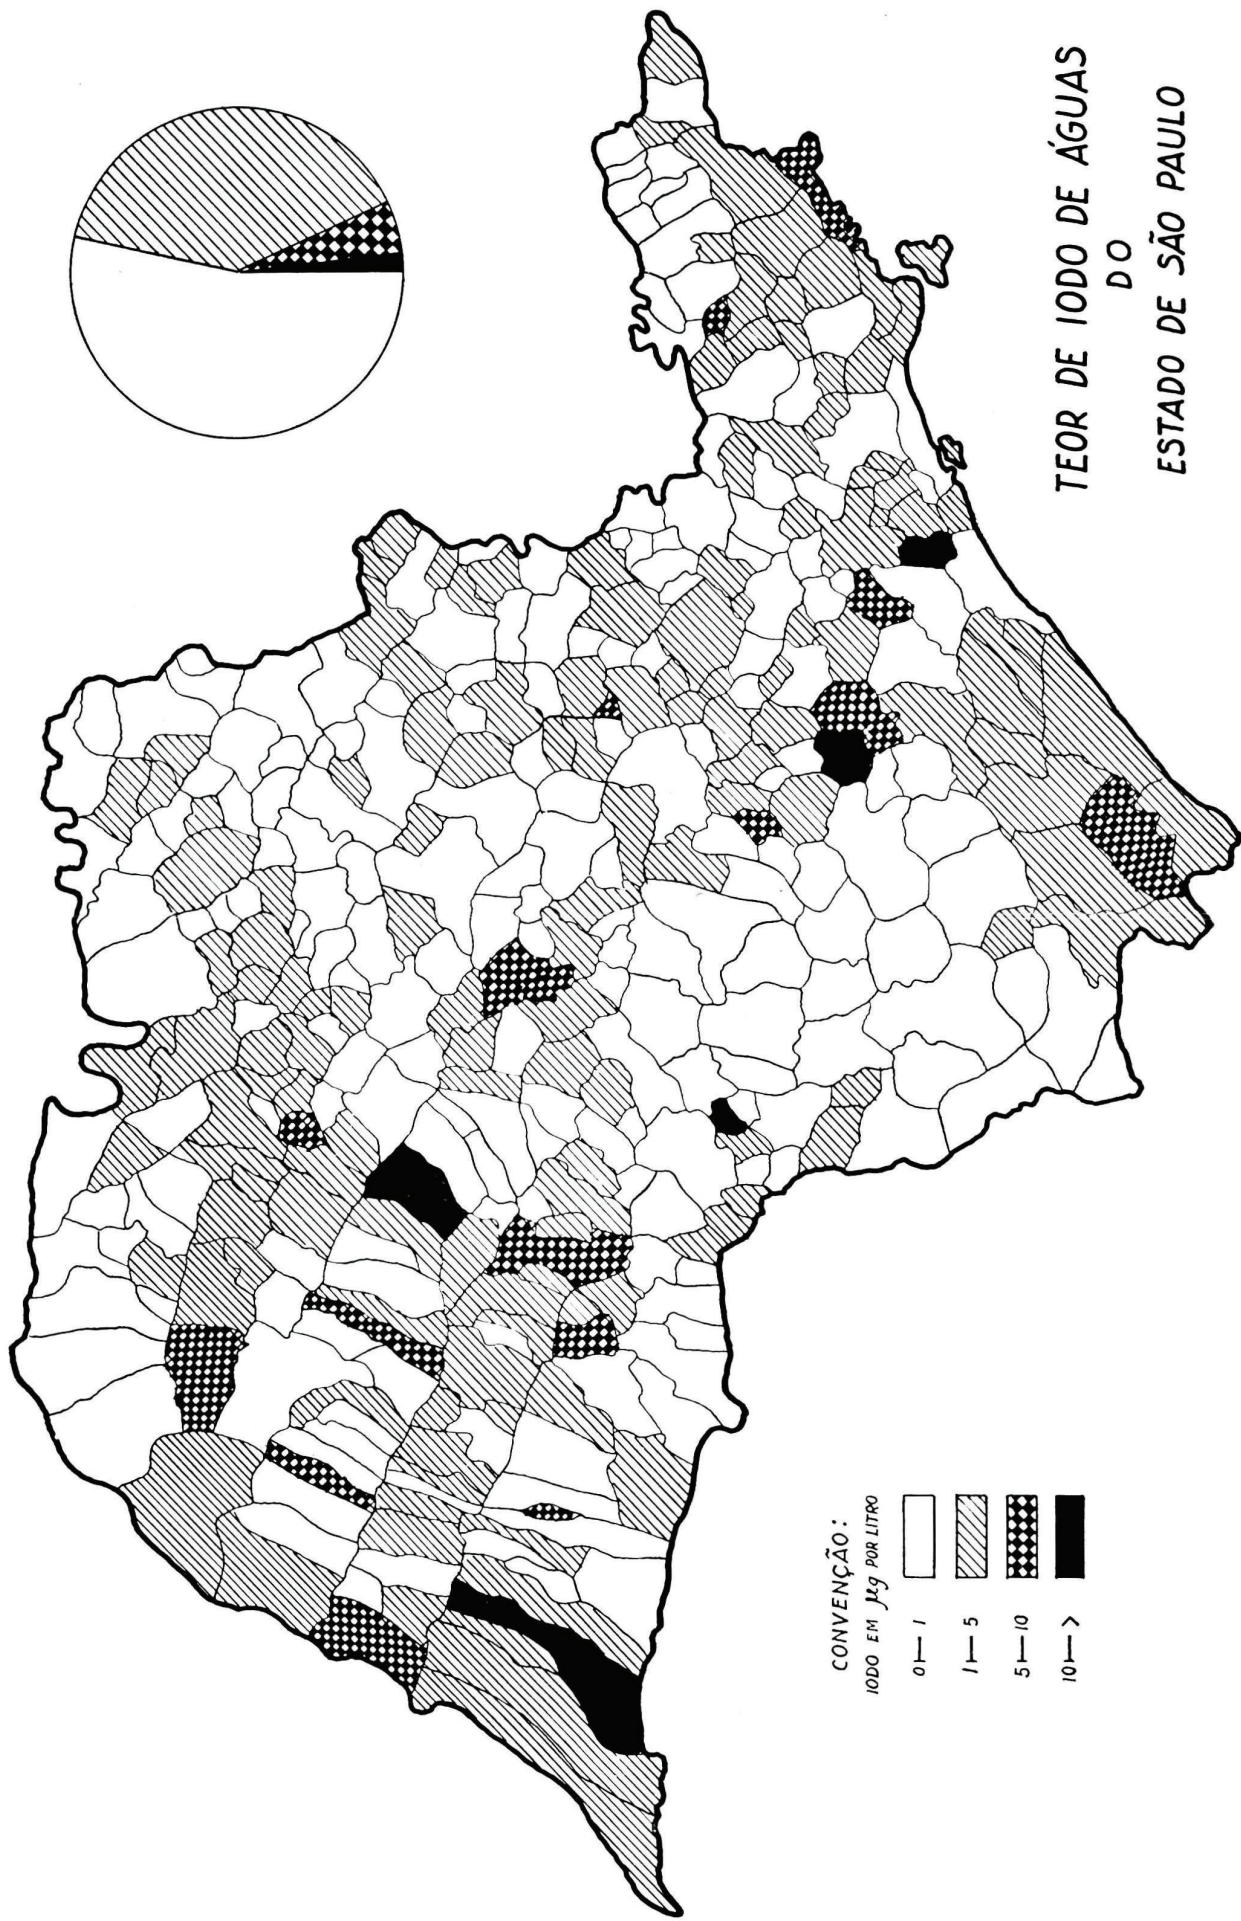 TEOR DE IODO DE ÁGUAS
DO
ESTADO DE SÃO PAULO
CONVENÇÃO:
IODO EM µg POR LITRO
0⊢ 1
1⊢ 5
5⊢ 10
10⊢ >